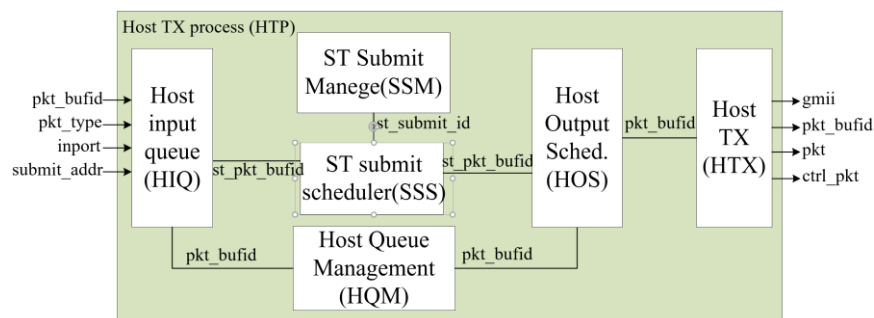 Host TX process (HTP)
pkt_bufid
pkt_type
inport
submit_addr
Host
input
queue
(HIQ)
ST Submit
Manege(SSM)
st_submit_id
st_pkt_bufid
ST submit
scheduler(SSS)
st_pkt_bufid
pkt_bufid
Host Queue
Management
(HQM)
pkt_bufid
Host
Output
Sched.
(HOS)
pkt_bufid
Host
TX
(HTX)
gmii
pkt_bufid
pkt
ctrl_pkt